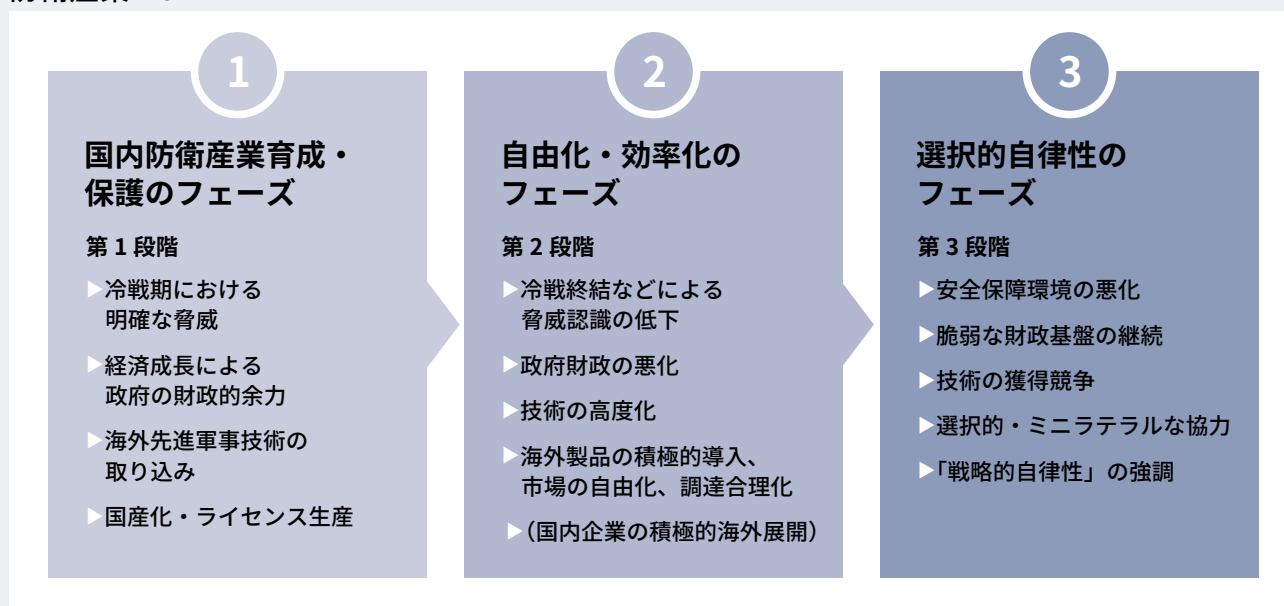 1
国内防衛産業育成・
保護のフェーズ
第 1 段階
▶冷戦期における
明確な脅威
▶経済成長による
政府の財政的余力
▶海外先進軍事技術の
取り込み
▶国産化・ライセンス生産
2
自由化・効率化の
フェーズ
第 2 段階
▶冷戦終結などによる
脅威認識の低下
▶政府財政の悪化
▶技術の高度化
▶海外製品の積極的導入、
市場の自由化、調達合理化
▶（国内企業の積極的海外展開）
3
選択的自律性の
フェーズ
第 3 段階
▶安全保障環境の悪化
▶脆弱な財政基盤の継続
▶技術の獲得競争
▶選択的・ミニラテラルな協力
▶「戦略的自律性」の強調